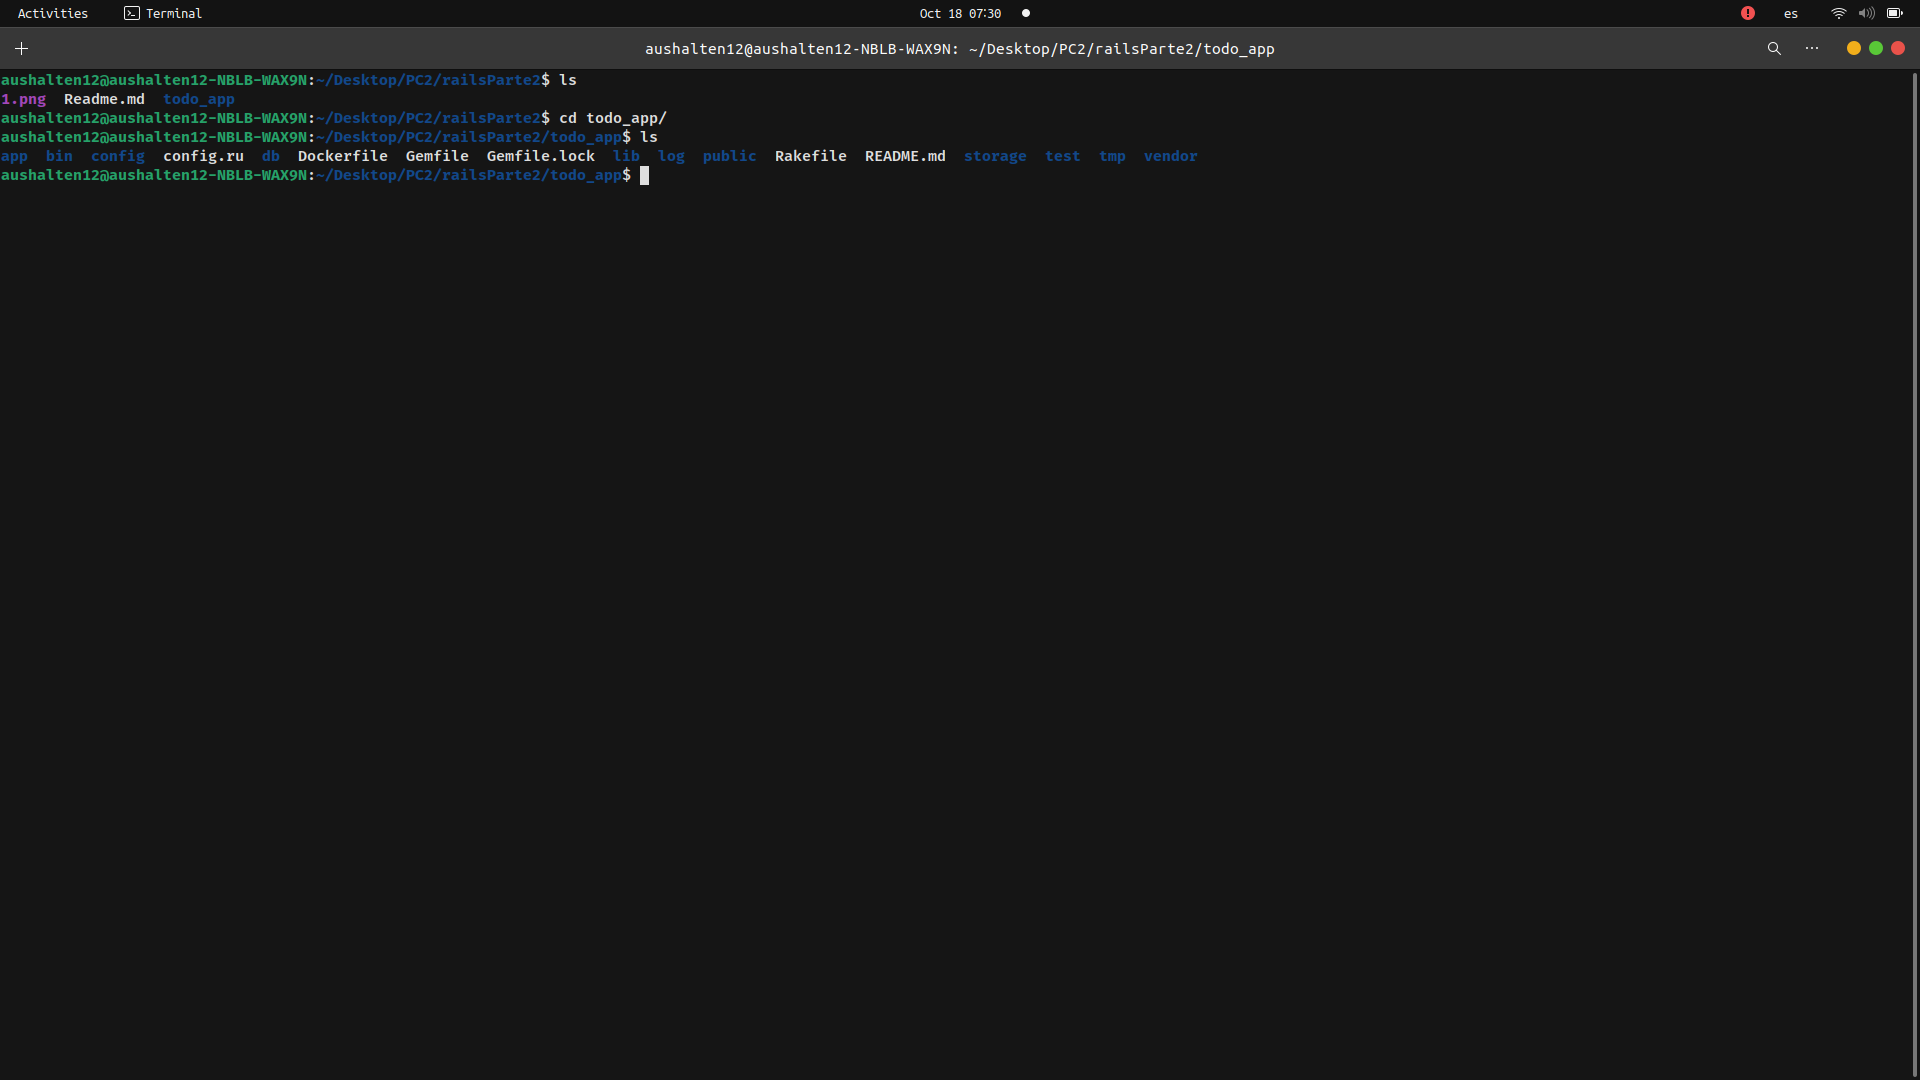 Activities Terminal Oct 18 07:30 es
aushalten12@aushalten12-NBLB-WAX9N: ~/Desktop/PC2/railsParte2/todo_app
aushalten12@aushalten12-NBLB-WAX9N:~/Desktop/PC2/railsParte2$ ls
1.png Readme.md todo_app
aushalten12@aushalten12-NBLB-WAX9N:~/Desktop/PC2/railsParte2$ cd todo_app/
aushalten12@aushalten12-NBLB-WAX9N:~/Desktop/PC2/railsParte2/todo_app$ ls
app bin config config.ru db Dockerfile Gemfile Gemfile.lock lib log public Rakefile README.md storage test tmp vendor
aushalten12@aushalten12-NBLB-WAX9N:~/Desktop/PC2/railsParte2/todo_app$